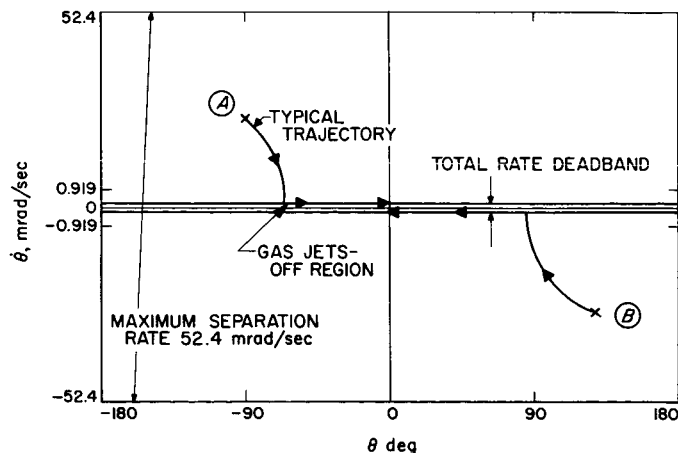 52.4
A
TYPICAL
TRAJECTORY
TOTAL RATE DEADBAND
0.919
0
-0.919
θ̇, mrad/sec
GAS JETS-
OFF REGION
MAXIMUM SEPARATION
RATE 52.4 mrad/sec
B
-52.4
-180
-90
0
90
180
θ deg